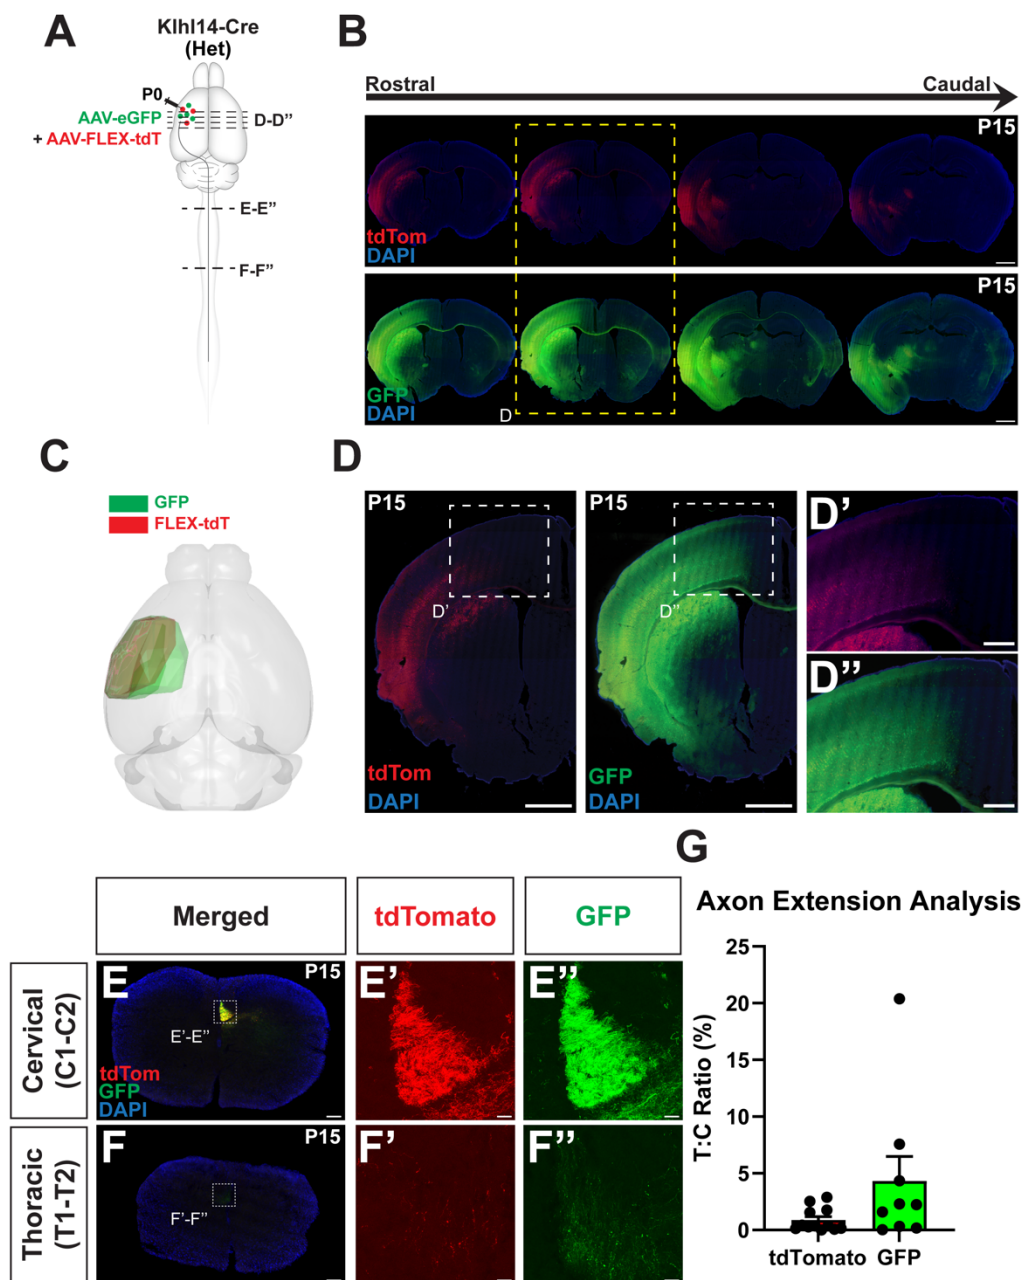 A
Klhl14-Cre
(Het)
P0
AAV-eGFP
+ AAV-FLEX-tdT
D-D”
E-E”
F-F”
B
Rostral
Caudal
P15
tdTom
DAPI
P15
GFP
DAPI
D
C
GFP
FLEX-tdT
D
P15
D’
tdTom
DAPI
P15
D”
GFP
DAPI
D’
D”
Merged
tdTomato
GFP
Cervical
(C1-C2)
E
P15
E’-E”
tdTom
GFP
DAPI
E’
E”
Thoracic
(T1-T2)
F
P15
F’-F”
F’
F”
G
Axon Extension Analysis
T:C Ratio (%)
25
20
15
10
5
0
tdTomato
GFP